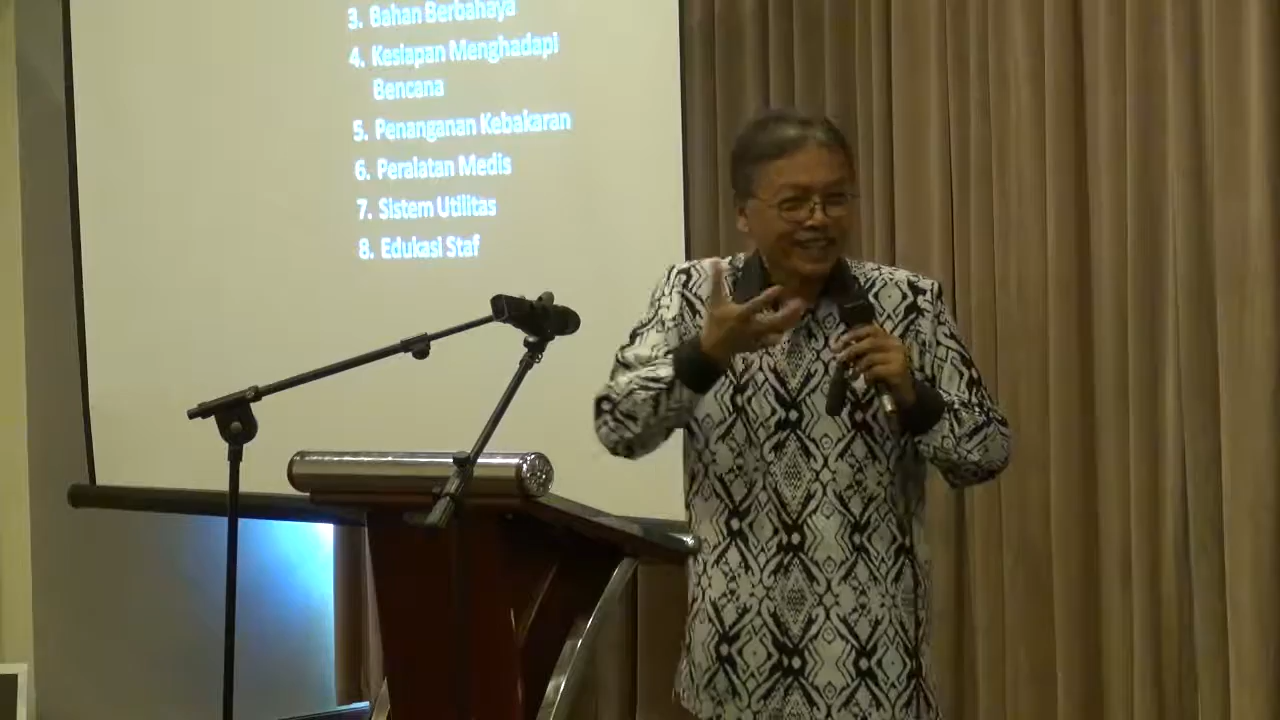 3. Bahan Berbahaya
4. Kesiapan Menghadapi
Bencana
5. Penanganan Kebakaran
6. Peralatan Medis
7. Sistem Utilitas
8. Edukasi Staf